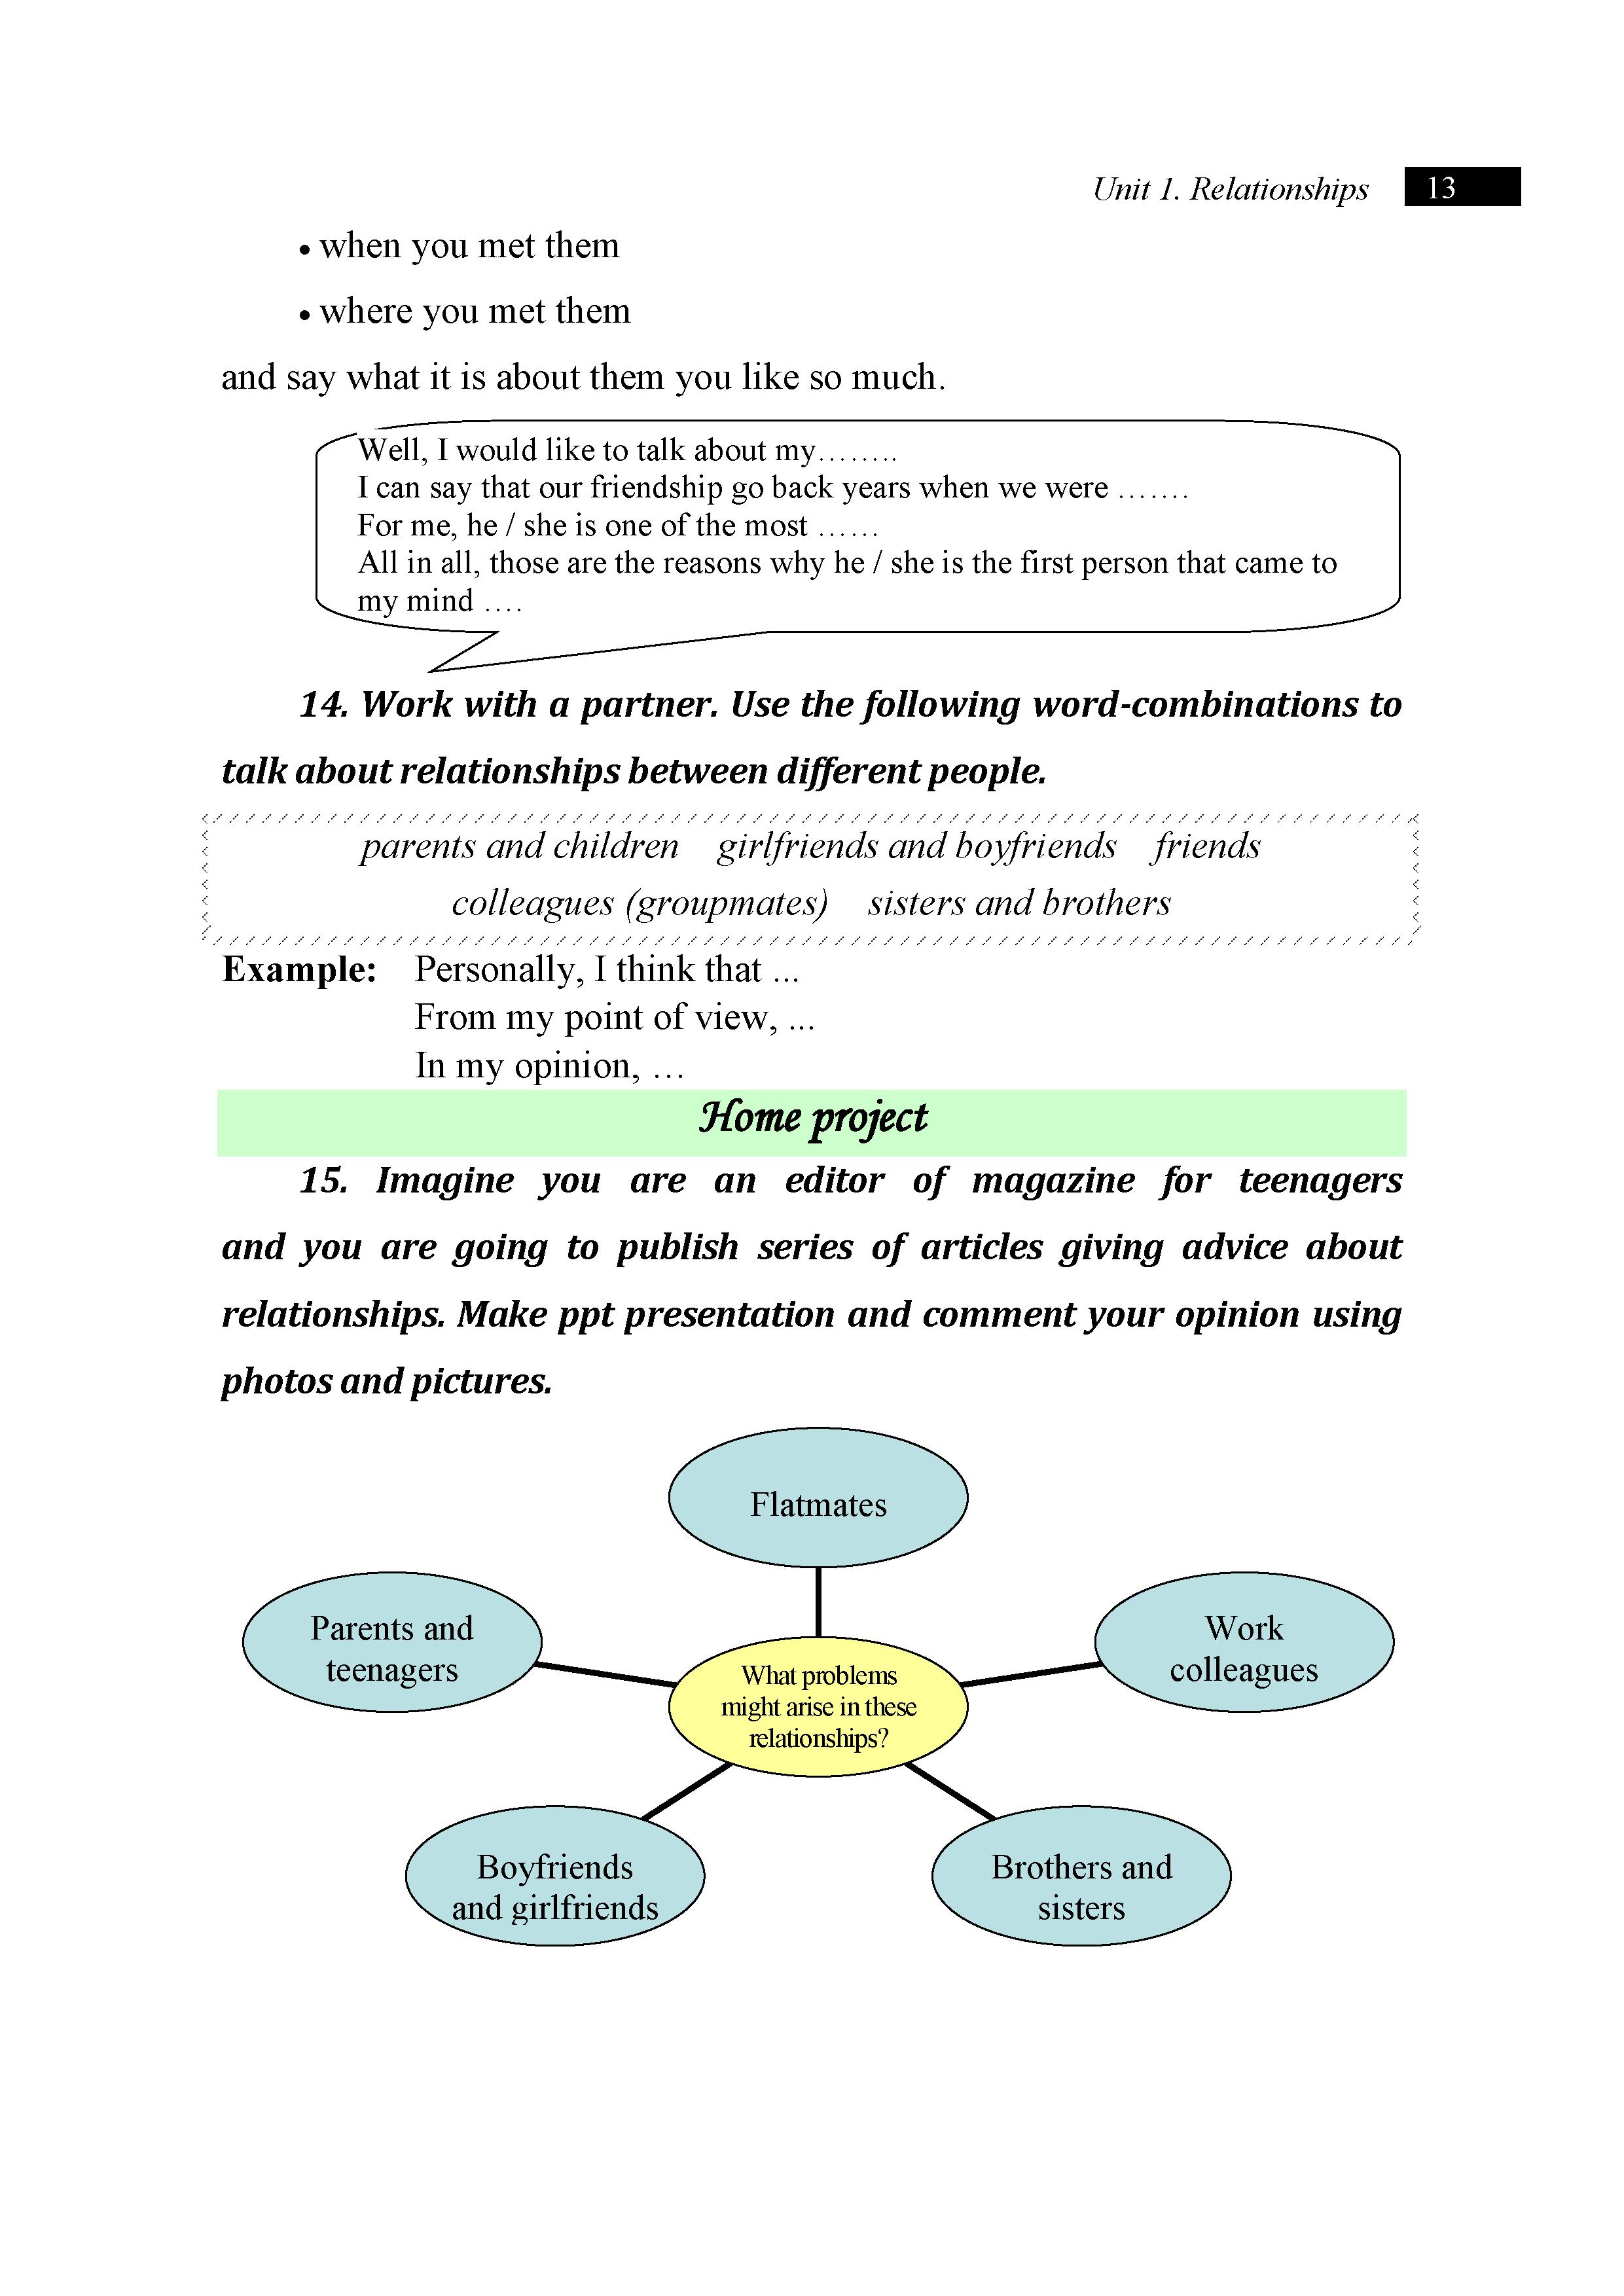 Unit 1. Relationships 13
• when you met them
• where you met them
and say what it is about them you like so much.
Well, I would like to talk about my……..
I can say that our friendship go back years when we were …….
For me, he / she is one of the most ……
All in all, those are the reasons why he / she is the first person that came to
my mind ….
14. Work with a partner. Use the following word-combinations to
talk about relationships between different people.
parents and children girlfriends and boyfriends friends
colleagues (groupmates) sisters and brothers
Example: Personally, I think that ...
From my point of view, ...
In my opinion, …
Home project
15. Imagine you are an editor of magazine for teenagers
and you are going to publish series of articles giving advice about
relationships. Make ppt presentation and comment your opinion using
photos and pictures.
Flatmates
Parents and
teenagers
Work
colleagues
What problems
might arise in these
relationships?
Boyfriends
and girlfriends
Brothers and
sisters